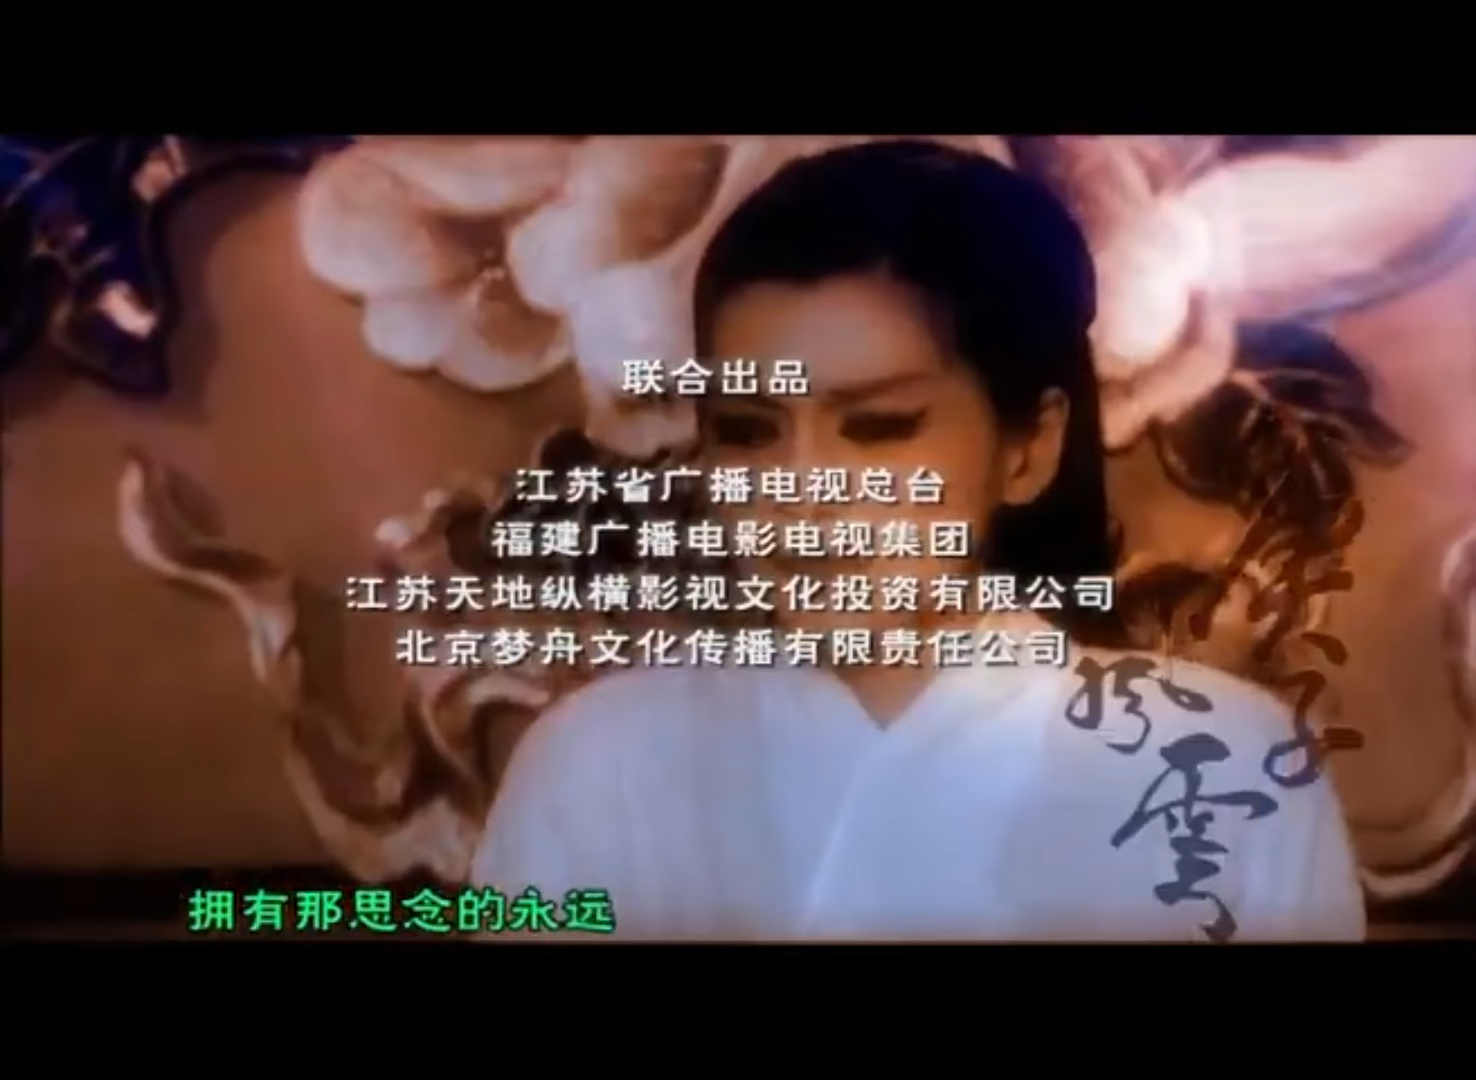 联合出品
江苏省广播电视总台
福建广播电影电视集团
江苏天地纵横影视文化投资有限公司
北京梦舟文化传播有限责任公司
风雲
拥有那思念的永远